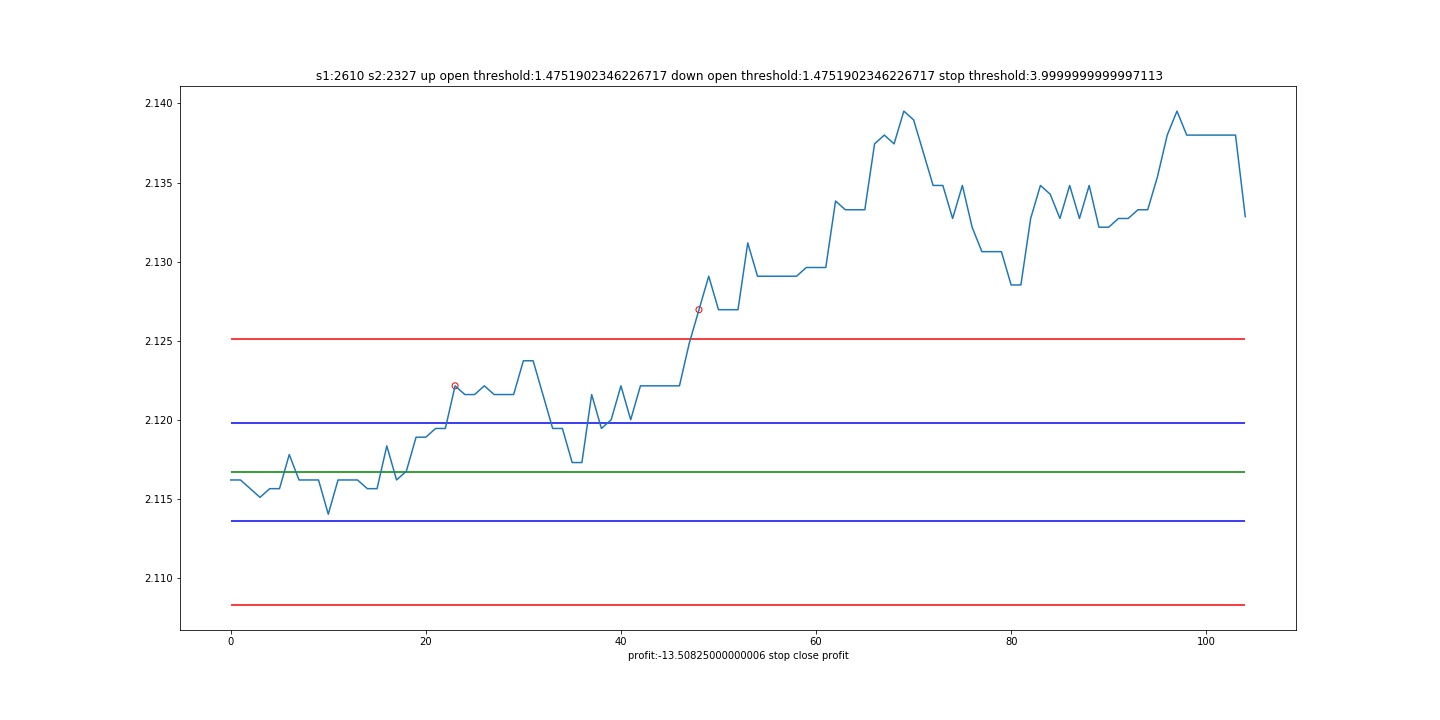 s1:2610 s2:2327 up open threshold:1.4751902346226717 down open threshold:1.4751902346226717 stop threshold:3.9999999999997113
2.140
2.135
2.130
2.125
2.120
2.115
2.110
0 20 40 60 80 100
profit:-13.50825000000006 stop close profit